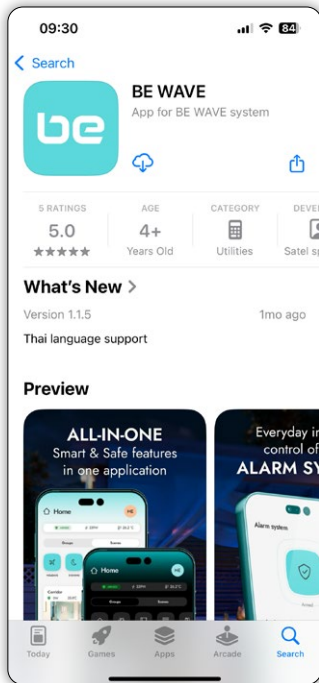 09:30
84
Search
be
BE WAVE
App for BE WAVE system
5 RATINGS
AGE
CATEGORY
DEVE
5.0
4+
★★★★★
Years Old
Utilities
Satel s
What's New >
Version 1.1.5
1mo ago
Thai language support
Preview
ALL-IN-ONE
Smart & Safe features
in one application
Home
Everyday in
control of
ALARM SY
Alarm system
Home
Today
Games
Apps
Arcade
Search